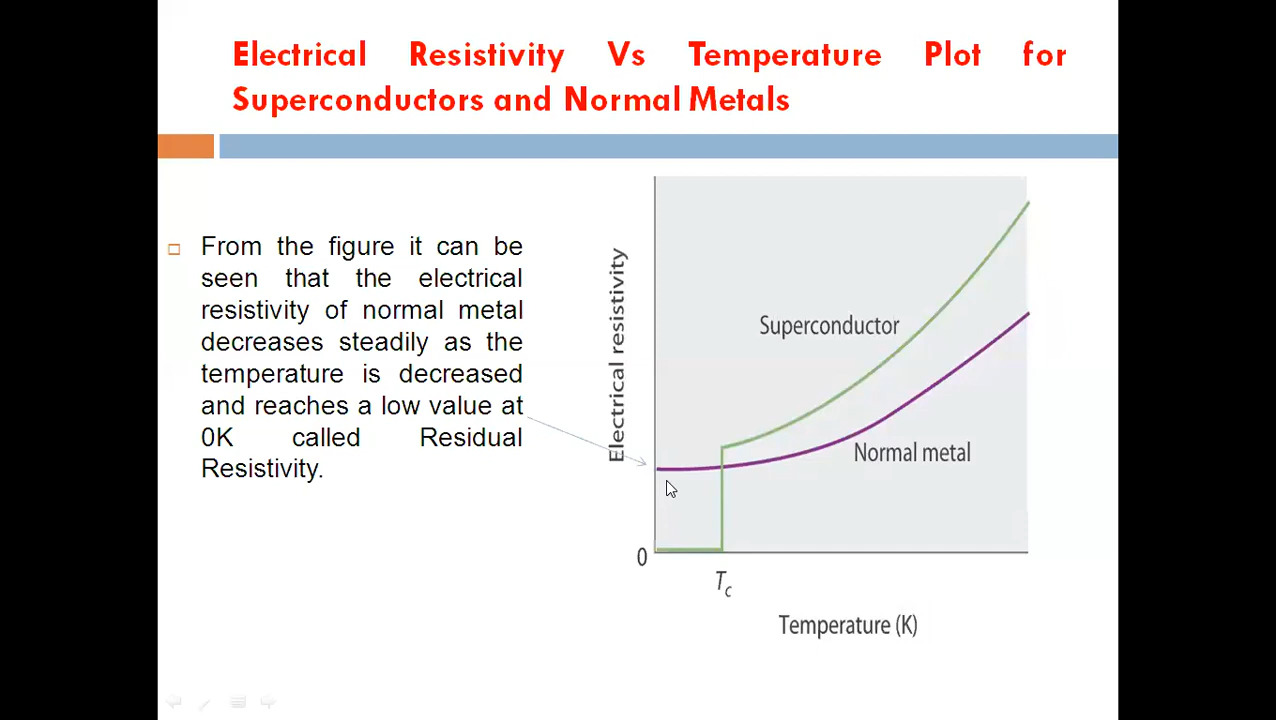 Electrical Resistivity Vs Temperature Plot for
Superconductors and Normal Metals
From the figure it can be
seen that the electrical
resistivity of normal metal
decreases steadily as the
temperature is decreased
and reaches a low value at
0K called Residual
Resistivity.
Electrical resistivity
Superconductor
Normal metal
0
Tc
Temperature (K)